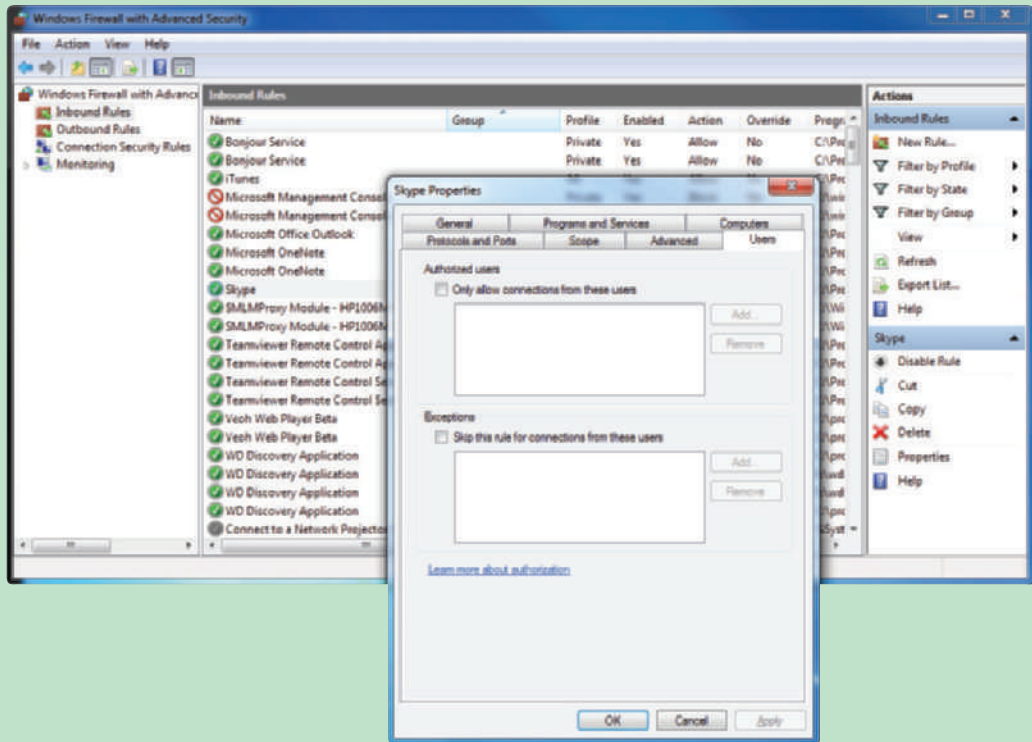 Windows Firewall with Advanced Security
File Action View Help
Windows Firewall with Advanc
Inbound Rules
Outbound Rules
Connection Security Rules
Monitoring
Inbound Rules
Name Group Profile Enabled Action Override Progr
Bonjour Service Private Yes Allow No
Bonjour Service Private Yes Allow No
iTunes
Microsoft Management Consol
Microsoft Management Consol
Microsoft Office Outlook
Microsoft OneNote
Microsoft OneNote
Skype
SMLMProxy Module - HP1006M
SMLMProxy Module - HP1006M
Teamviewer Remote Control Ap
Teamviewer Remote Control Ap
Teamviewer Remote Control Se
Teamviewer Remote Control Se
Veoh Web Player Beta
Veoh Web Player Beta
WD Discovery Application
WD Discovery Application
WD Discovery Application
WD Discovery Application
Connect to a Network Projector
Skype Properties
General Programs and Services Computers
Protocols and Ports Scope Advanced Users
Authorized users
Only allow connections from these users
Add...
Remove
Exceptions
Skip this rule for connections from these users
Add...
Remove
Learn more about authorization
OK Cancel Apply
Actions
Inbound Rules
New Rule...
Filter by Profile
Filter by State
Filter by Group
View
Refresh
Export List...
Help
Skype
Disable Rule
Cut
Copy
Delete
Properties
Help